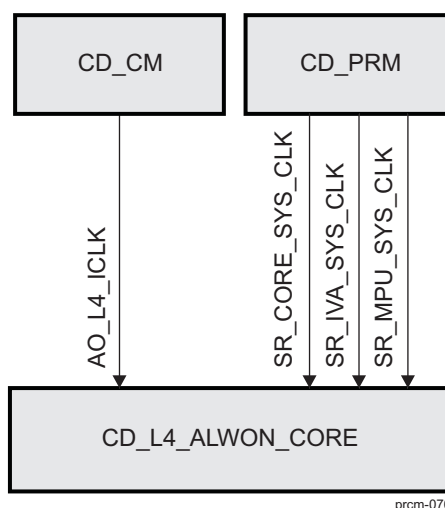 CD_CM
CD_PRM
AO_L4_ICLK
SR_CORE_SYS_CLK
SR_IVA_SYS_CLK
SR_MPU_SYS_CLK
CD_L4_ALWON_CORE